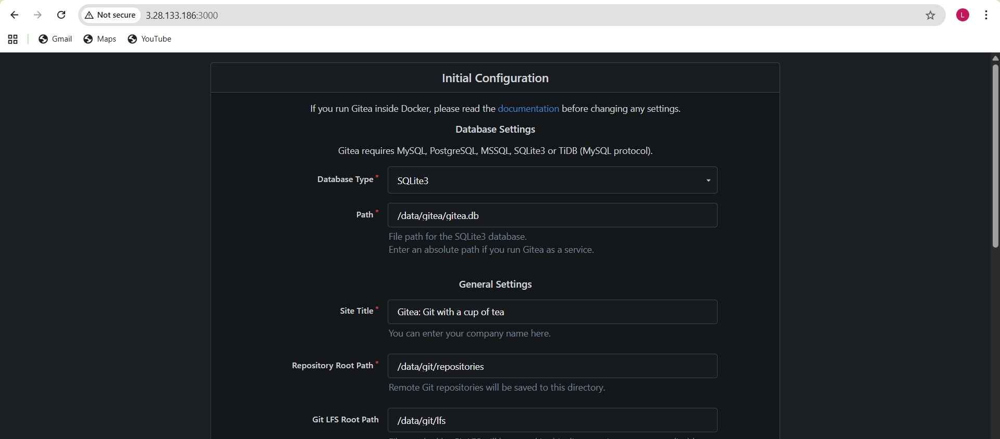 Not secure 3.28.133.186:3000
L
Gmail Maps YouTube
Initial Configuration
If you run Gitea inside Docker, please read the documentation before changing any settings.
Database Settings
Gitea requires MySQL, PostgreSQL, MSSQL, SQLite3 or TiDB (MySQL protocol).
Database Type * SQLite3
Path * /data/gitea/gitea.db
File path for the SQLite3 database.
Enter an absolute path if you run Gitea as a service.
General Settings
Site Title * Gitea: Git with a cup of tea
You can enter your company name here.
Repository Root Path * /data/git/repositories
Remote Git repositories will be saved to this directory.
Git LFS Root Path /data/git/lfs